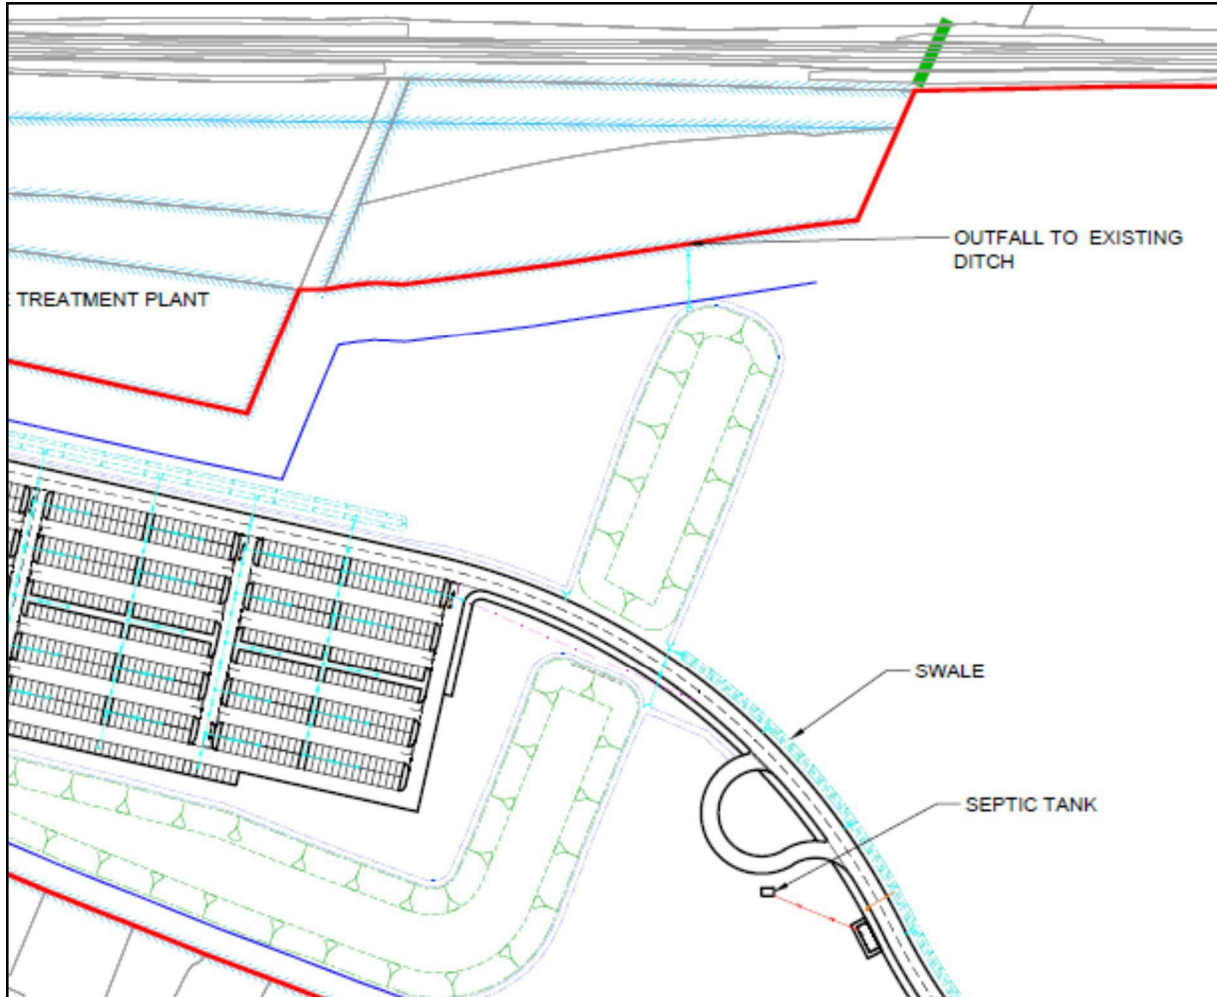 OUTFALL TO EXISTING
DITCH
TREATMENT PLANT
SWALE
SEPTIC TANK